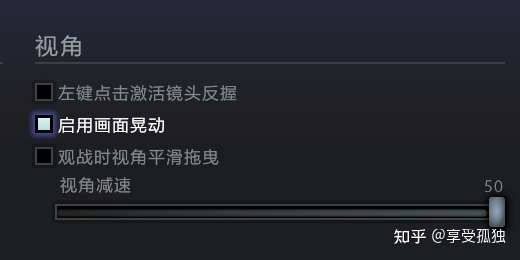 视角
左键点击激活镜头反握
启用画面晃动
观战时视角平滑拖曳
视角减速 50
知乎 @享受孤独